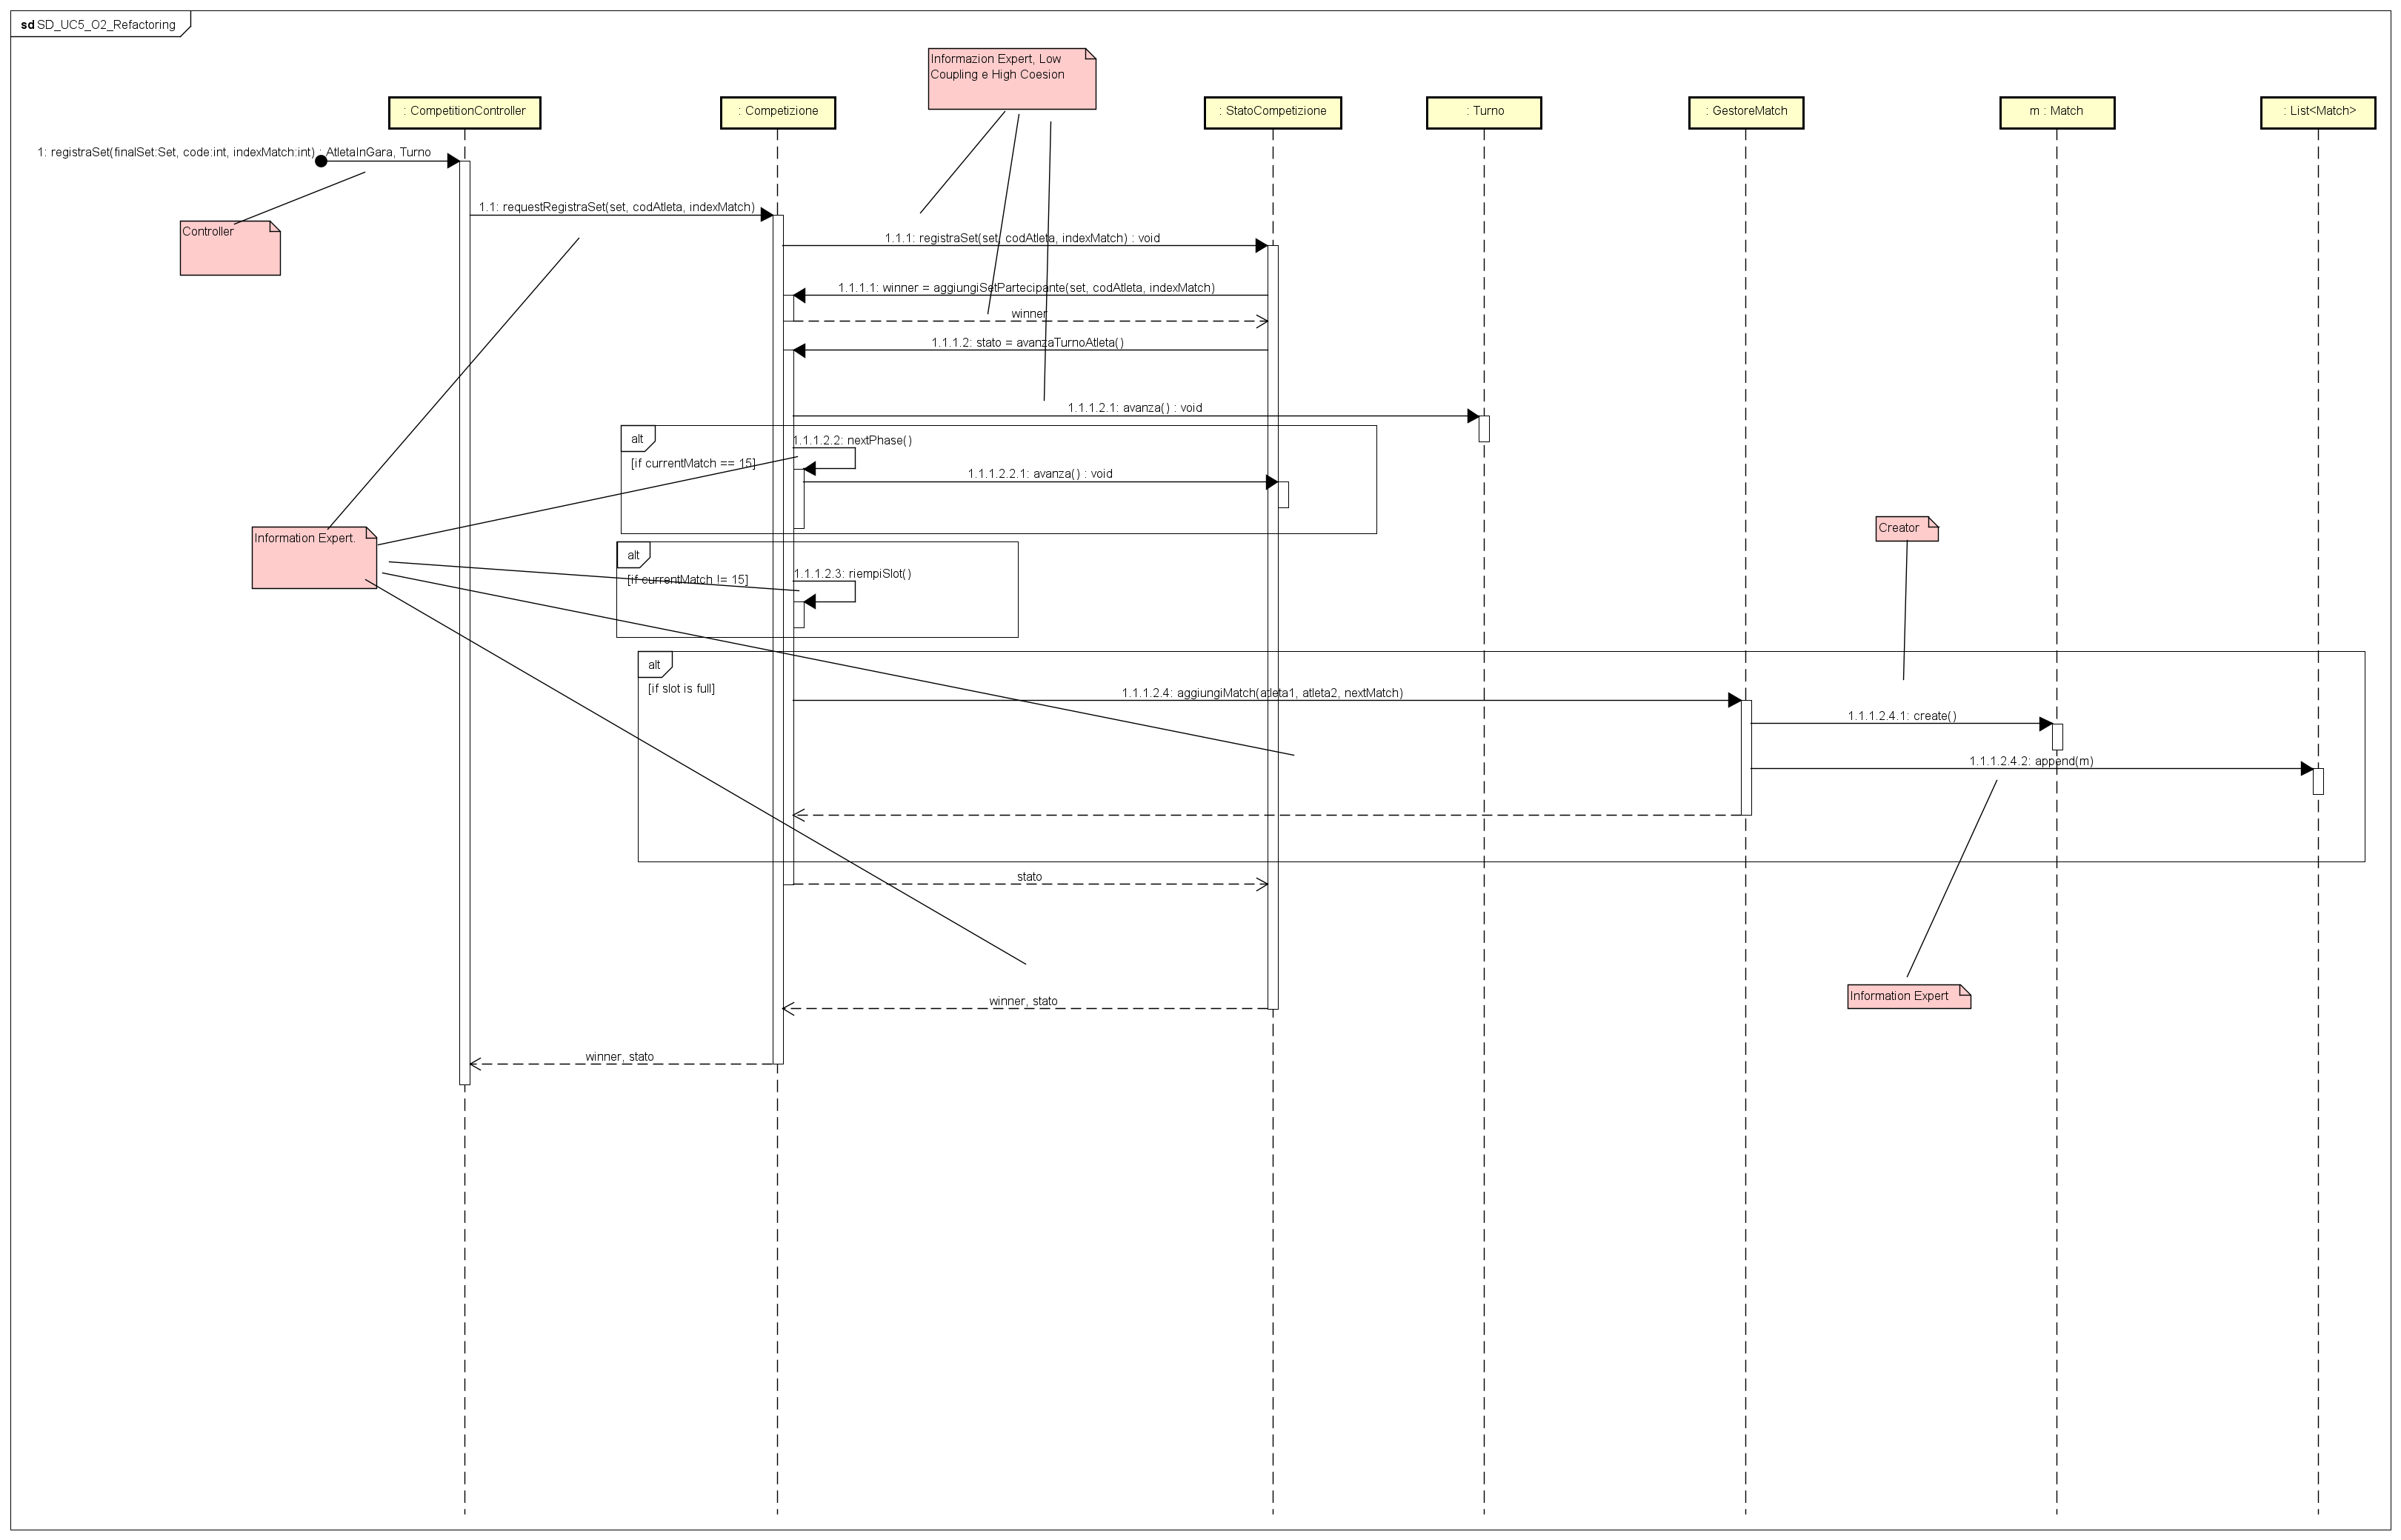 sd SD_UC5_O2_Refactoring
Informazion Expert, Low
Coupling e High Coesion
: CompetitionController
: Competizione
: StatoCompetizione
: Turno
: GestoreMatch
m : Match
: List<Match>
1: registraSet(finalSet:Set, code:int, indexMatch:int) : AtletaInGara, Turno
1.1: requestRegistraSet(set, codAtleta, indexMatch)
Controller
1.1.1: registraSet(set, codAtleta, indexMatch) : void
1.1.1.1: winner = aggiungiSetPartecipante(set, codAtleta, indexMatch)
winner
1.1.1.2: stato = avanzaTurnoAtleta()
1.1.1.2.1: avanza() : void
alt
1.1.1.2.2: nextPhase()
[if currentMatch == 15]
1.1.1.2.2.1: avanza() : void
Information Expert.
Creator
alt
1.1.1.2.3: riempiSlot()
[if currentMatch != 15]
alt
[if slot is full]
1.1.1.2.4: aggiungiMatch(atleta1, atleta2, nextMatch)
1.1.1.2.4.1: create()
1.1.1.2.4.2: append(m)
stato
Information Expert
winner, stato
winner, stato